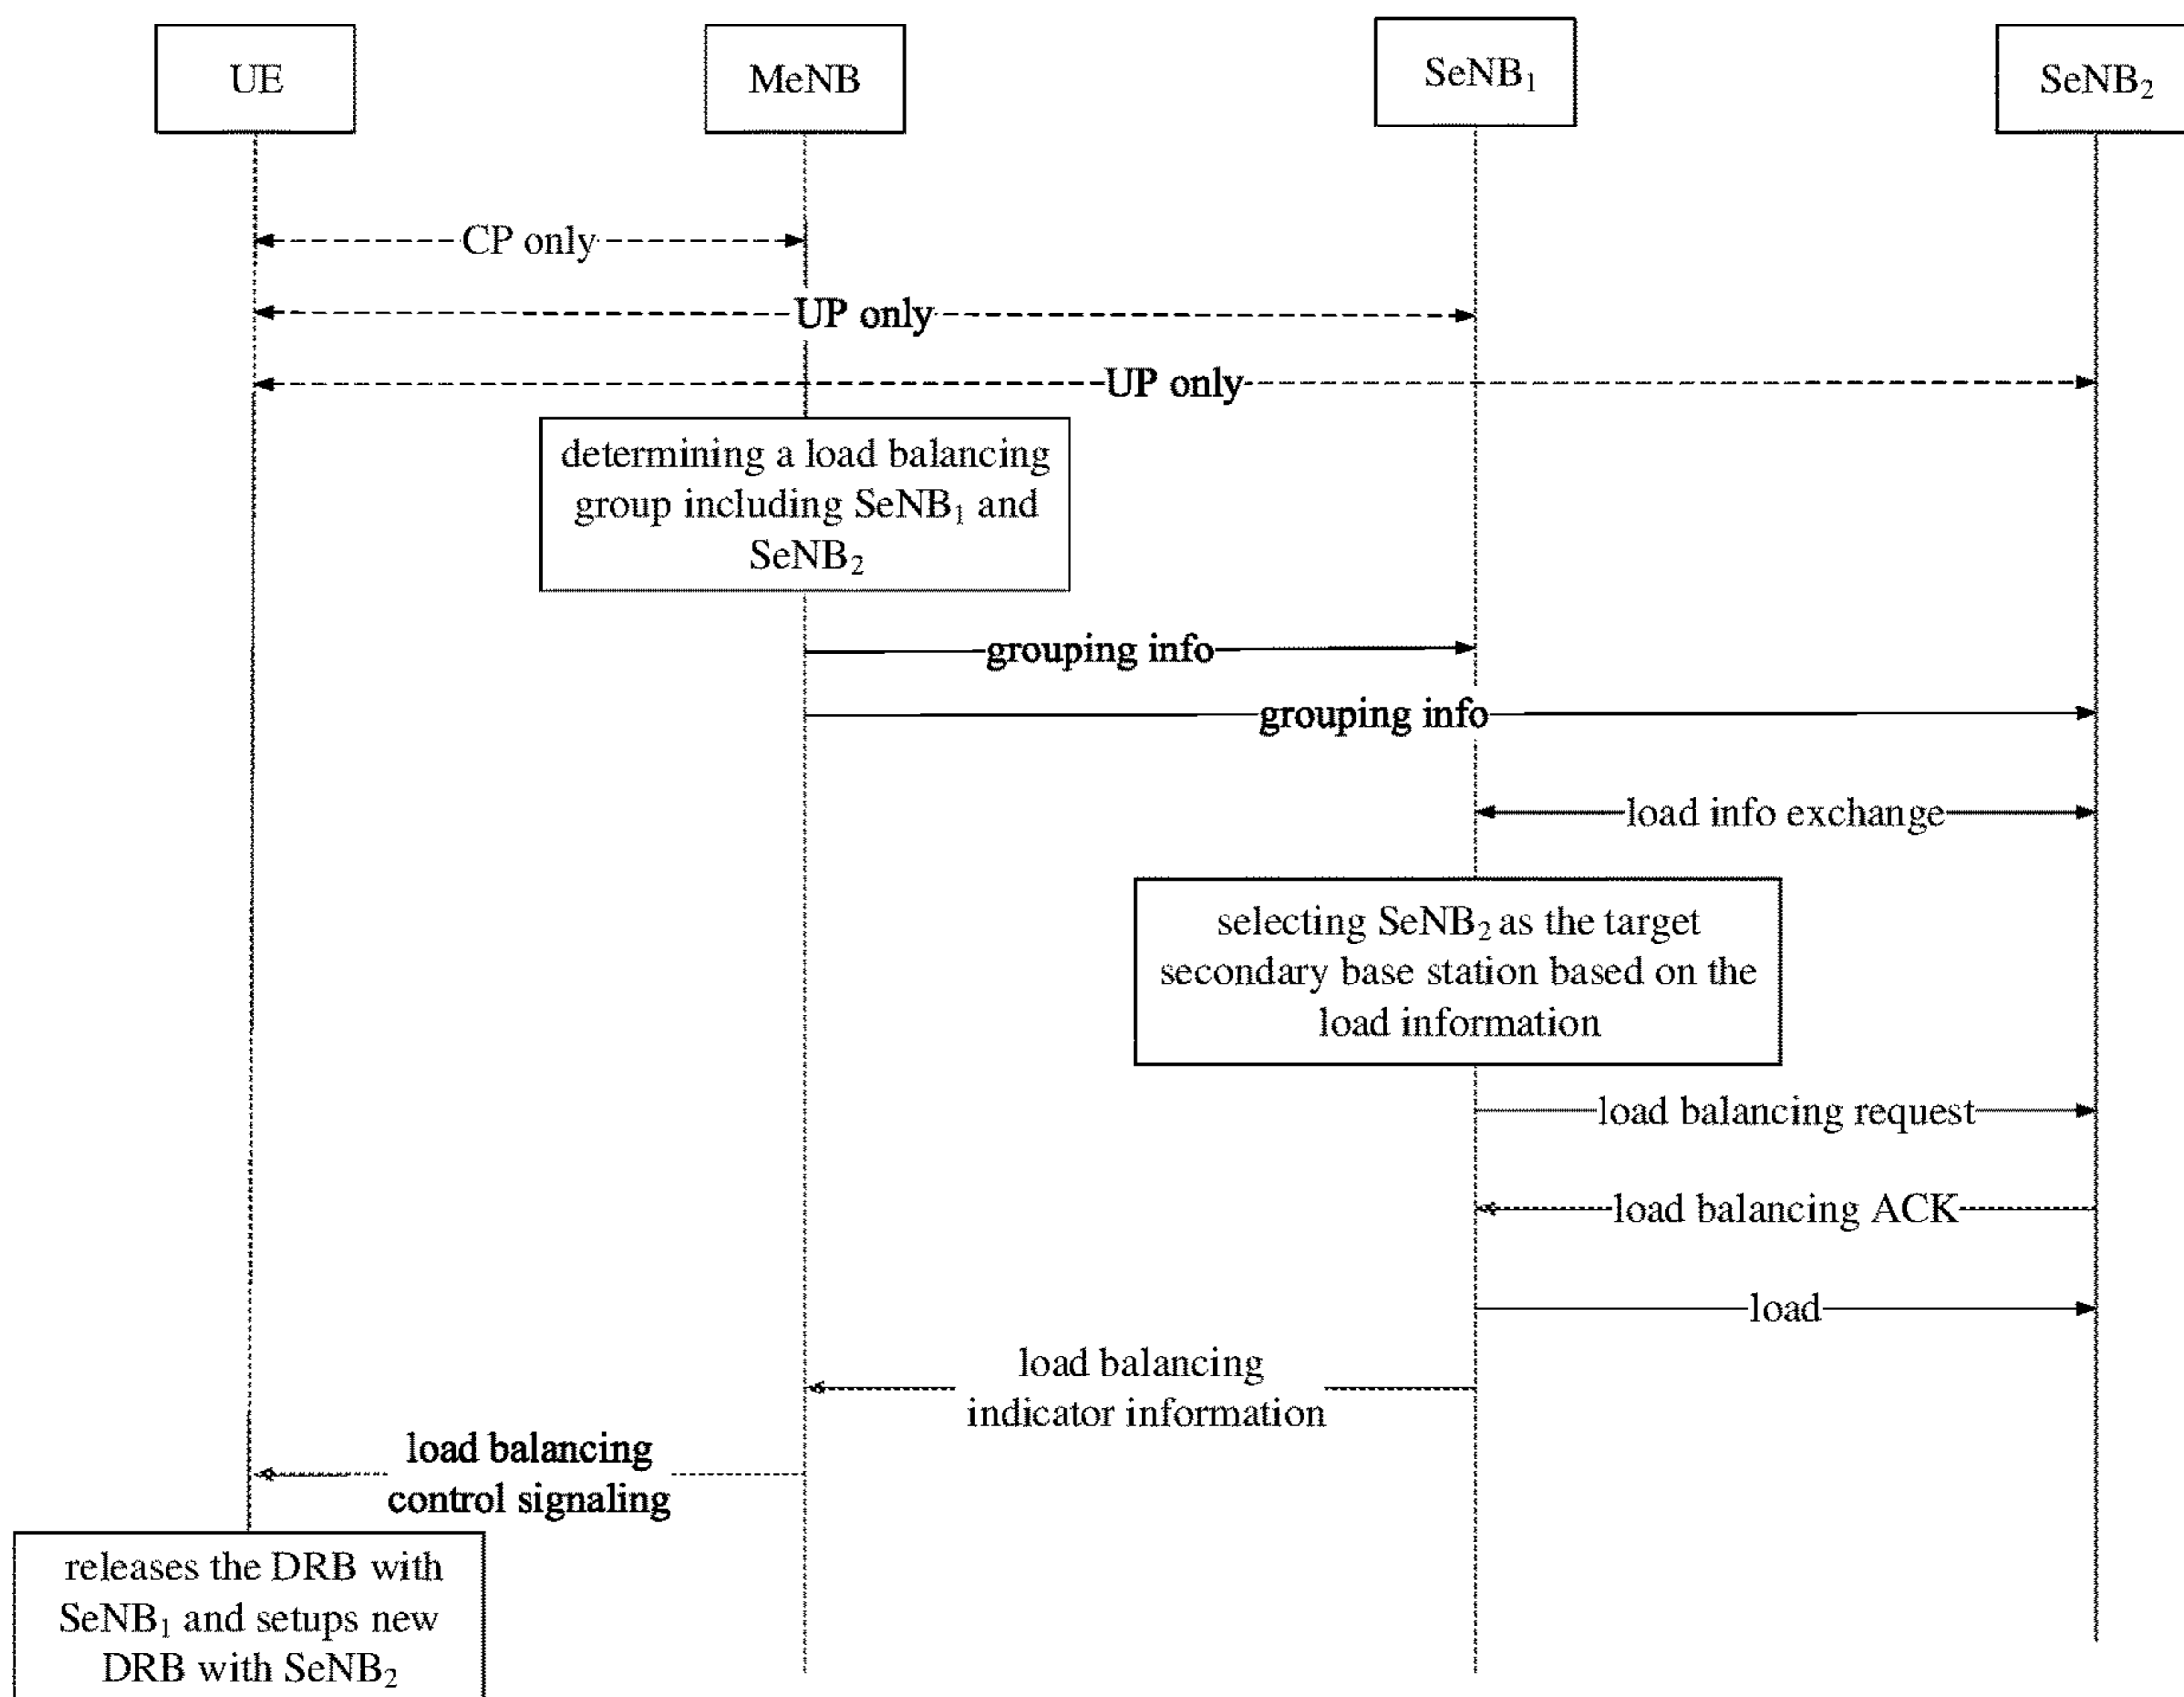 UE
MeNB
SeNB₁
SeNB₂
CP only
UP only
UP only
determining a load balancing
group including SeNB₁ and
SeNB₂
grouping info
grouping info
load info exchange
selecting SeNB₂ as the target
secondary base station based on the
load information
load balancing request
load balancing ACK
load
load balancing
indicator information
load balancing
control signaling
releases the DRB with
SeNB₁ and setups new
DRB with SeNB₂